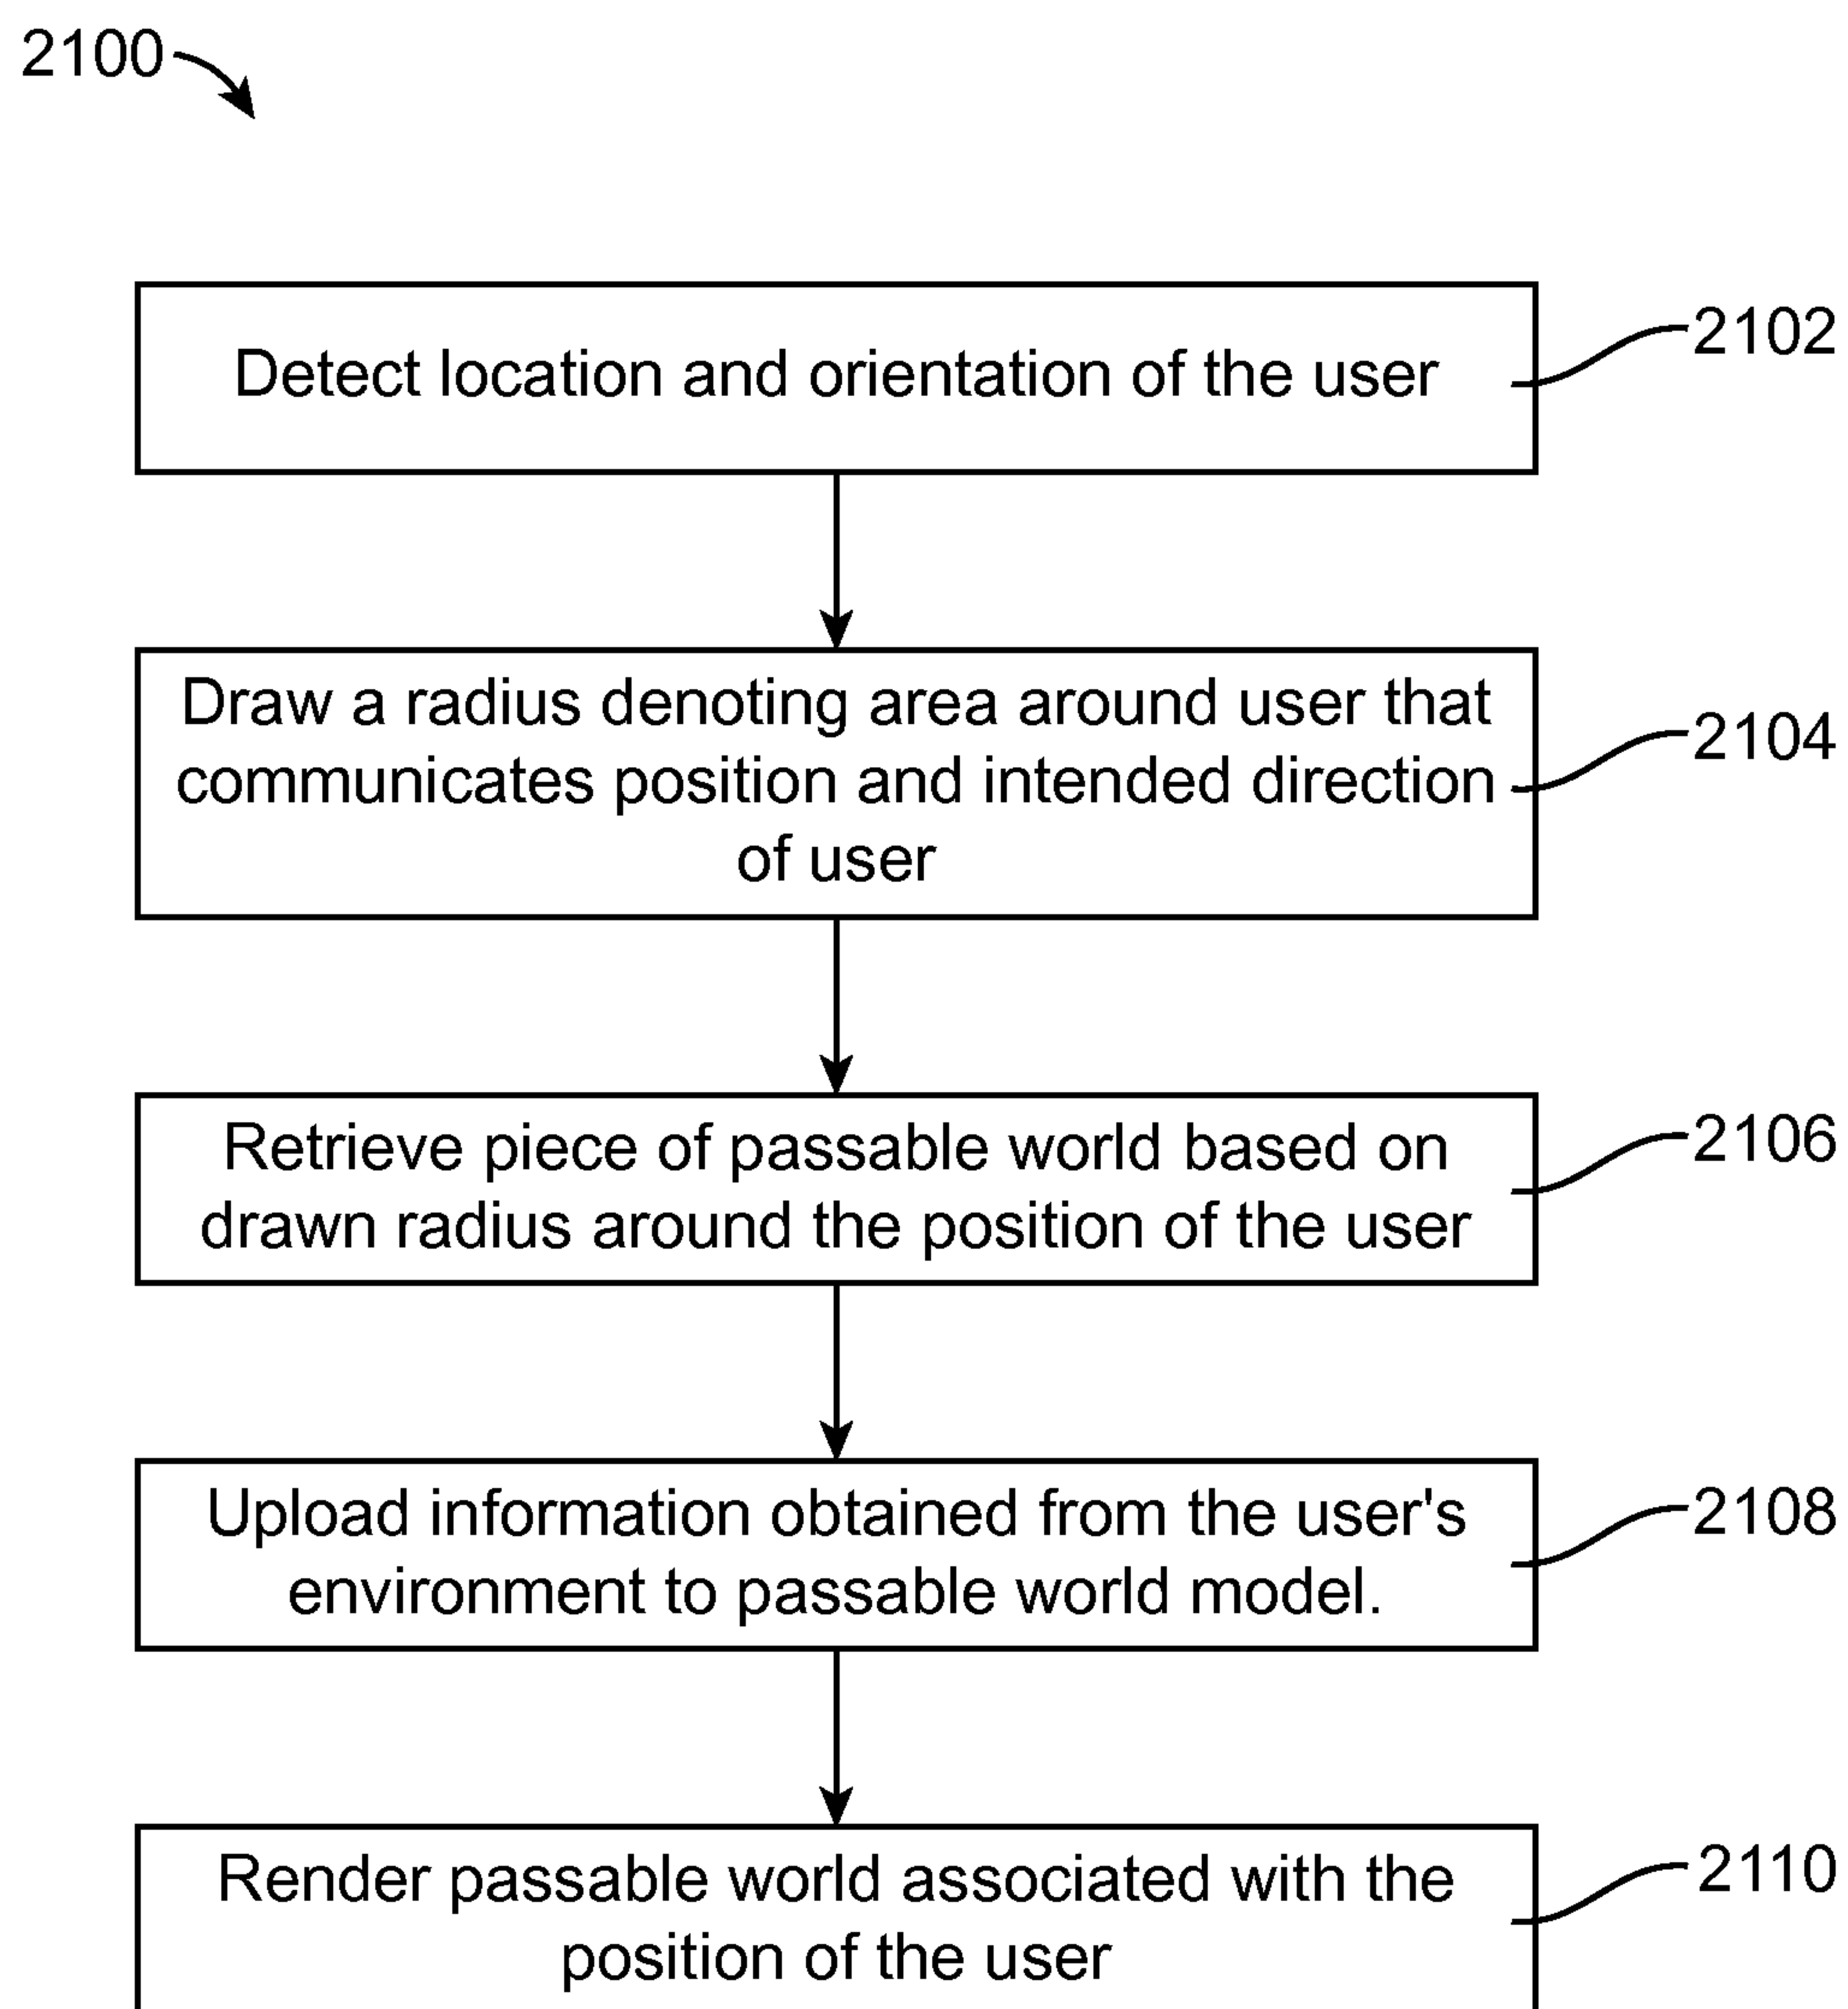 2100
Detect location and orientation of the user
2102
Draw a radius denoting area around user that
communicates position and intended direction
of user
2104
Retrieve piece of passable world based on
drawn radius around the position of the user
2106
Upload information obtained from the user's
environment to passable world model.
2108
Render passable world associated with the
position of the user
2110